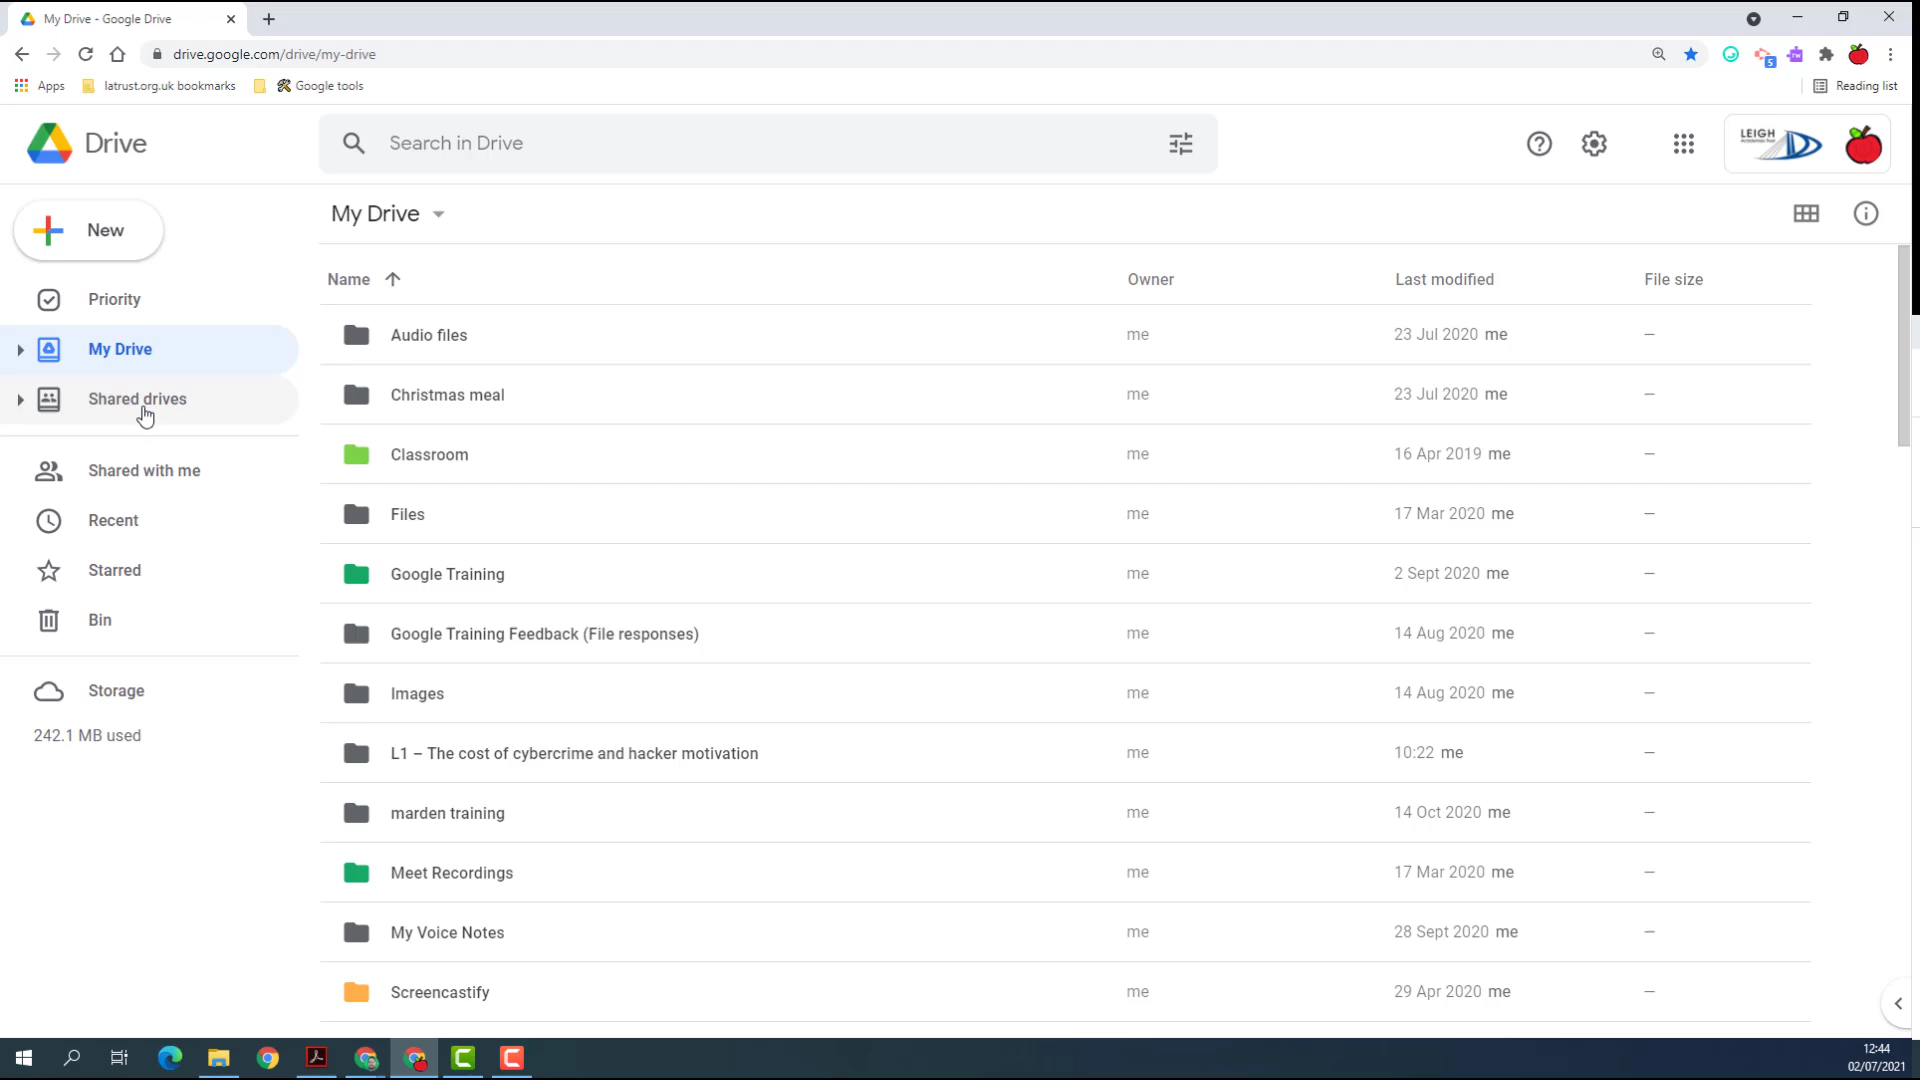 My Drive - Google Drive
drive.google.com/drive/my-drive
5
Apps
latrust.org.uk bookmarks
Google tools
Reading list
Drive
Search in Drive
LEIGH
New
My Drive
Priority
My Drive
Shared drives
Shared with me
Recent
Starred
Bin
Storage
242.1 MB used
Name Owner Last modified File size
Audio files me 23 Jul 2020 me –
Christmas meal me 23 Jul 2020 me –
Classroom me 16 Apr 2019 me –
Files me 17 Mar 2020 me –
Google Training me 2 Sept 2020 me –
Google Training Feedback (File responses) me 14 Aug 2020 me –
Images me 14 Aug 2020 me –
L1 – The cost of cybercrime and hacker motivation me 10:22 me –
marden training me 14 Oct 2020 me –
Meet Recordings me 17 Mar 2020 me –
My Voice Notes me 28 Sept 2020 me –
Screencastify me 29 Apr 2020 me –
12:44
02/07/2021